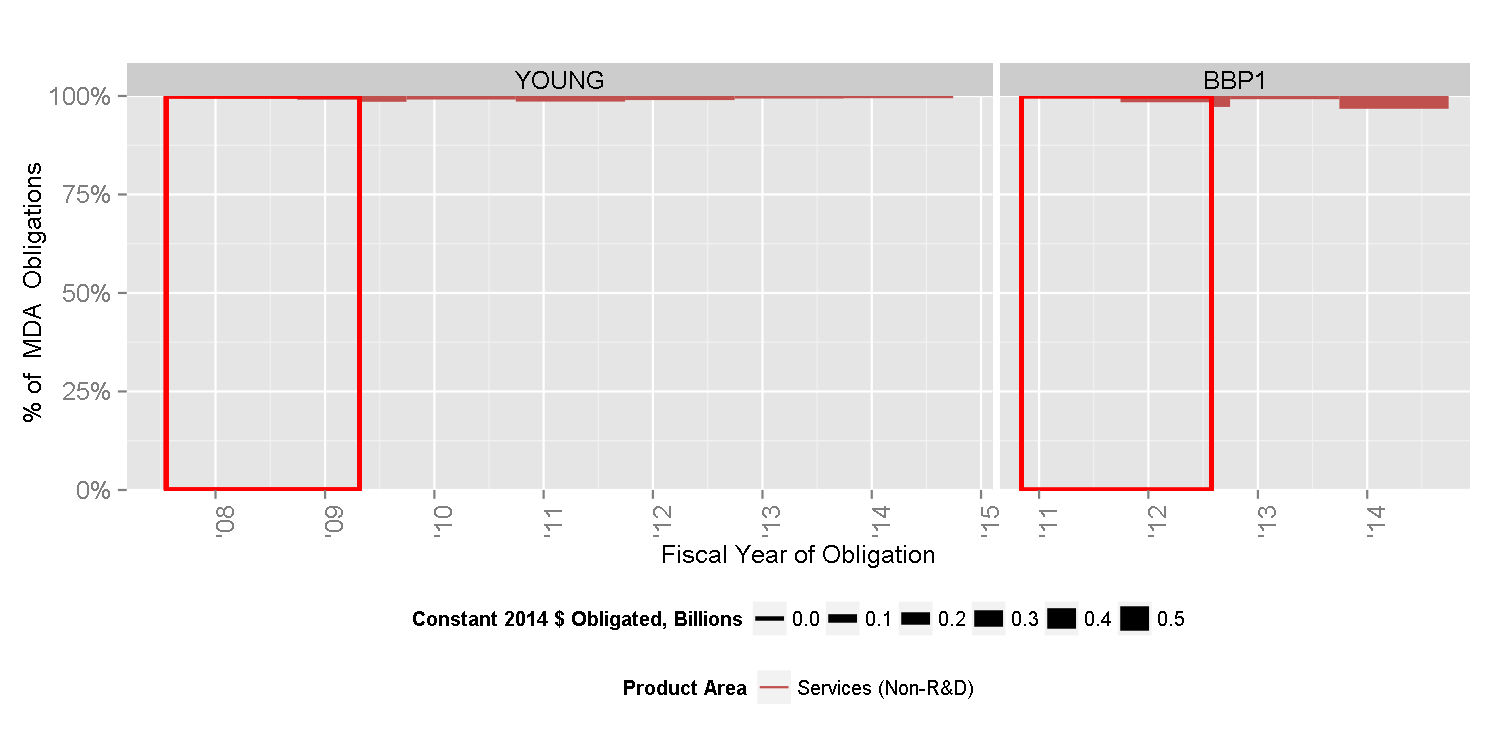 YOUNG BBP1
100%
75%
50%
25%
0%
% of MDA Obligations
'08 '09 '10 '11 '12 '13 '14 '15 '11 '12 '13 '14
Fiscal Year of Obligation
Constant 2014 $ Obligated, Billions 0.0 0.1 0.2 0.3 0.4 0.5
Product Area Services (Non-R&D)